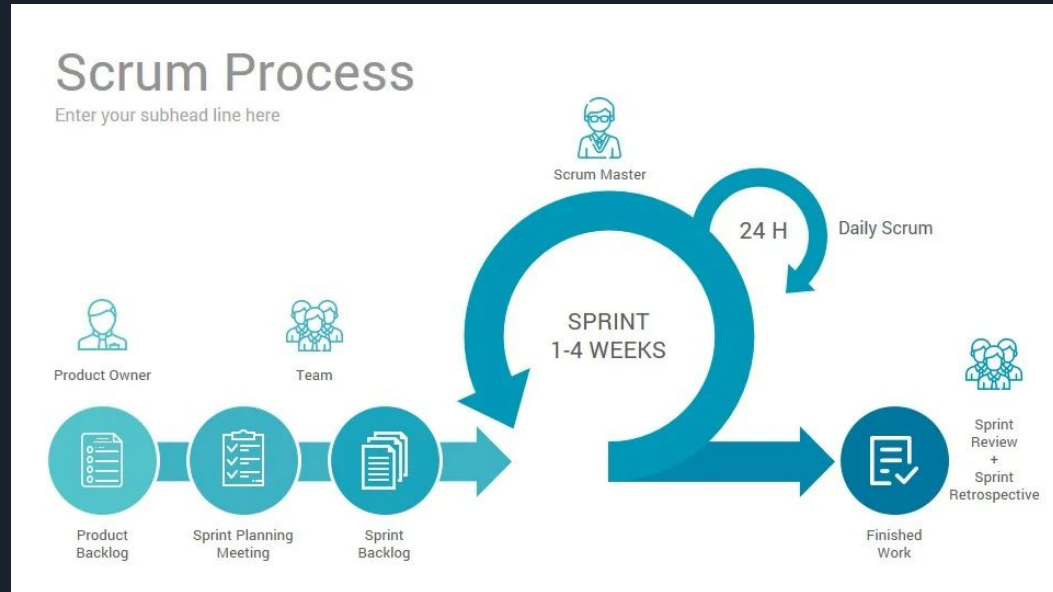 Scrum Process
Enter your subhead line here
Scrum Master
24 H
Daily Scrum
SPRINT
1-4 WEEKS
Product Owner
Team
Product
Backlog
Sprint Planning
Meeting
Sprint
Backlog
Finished
Work
Sprint
Review
+
Sprint
Retrospective